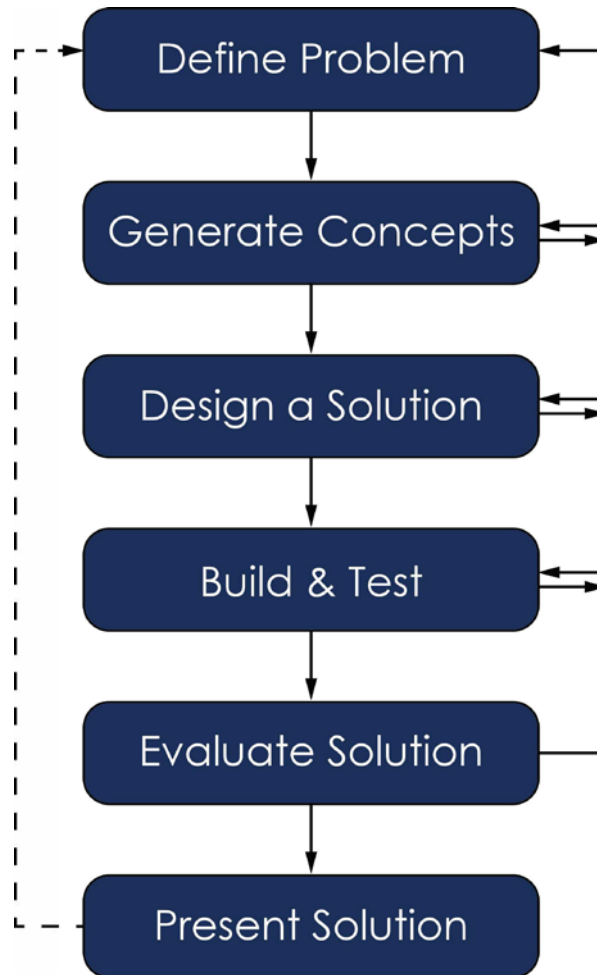 Define Problem
Generate Concepts
Design a Solution
Build & Test
Evaluate Solution
Present Solution